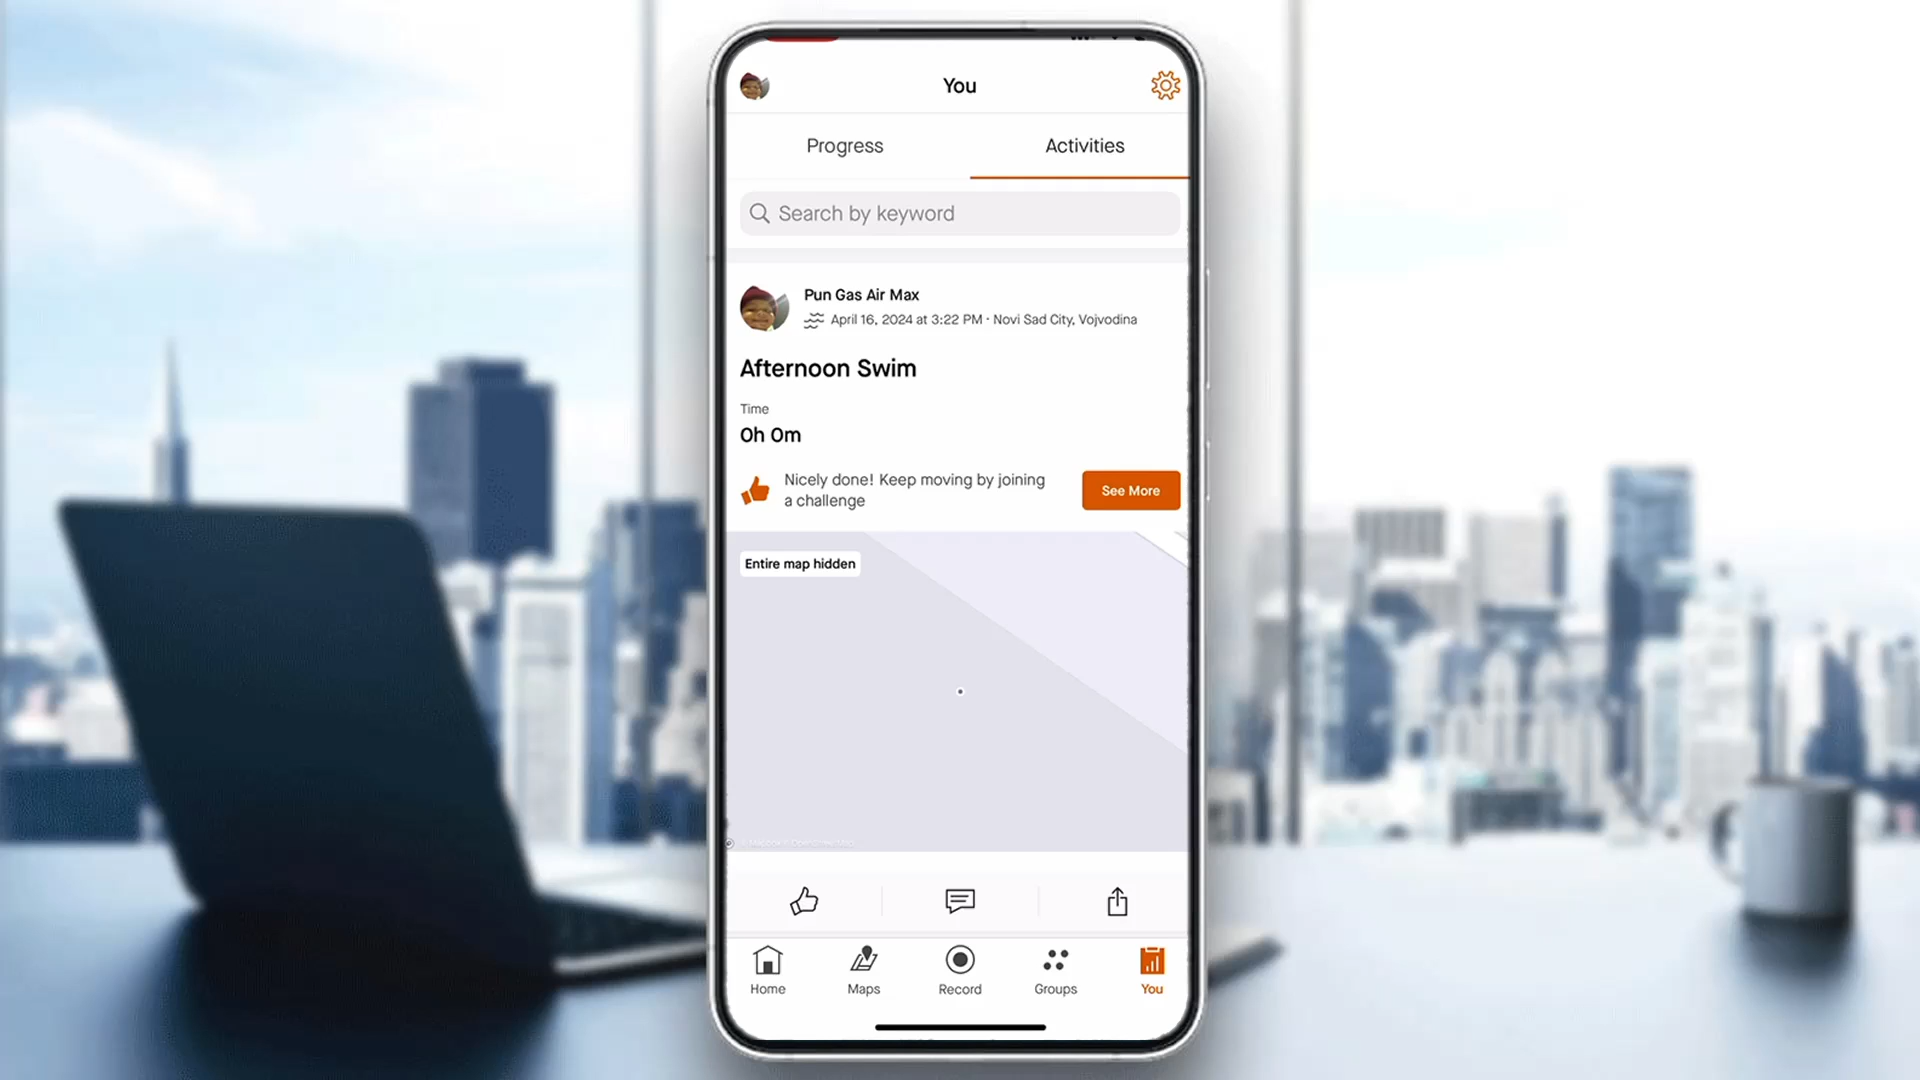 You
Progress
Activities
Search by keyword
Pun Gas Air Max
April 16, 2024 at 3:22 PM · Novi Sad City, Vojvodina
Afternoon Swim
Time
0h 0m
Nicely done! Keep moving by joining
a challenge
See More
Entire map hidden
Home
Maps
Record
Groups
You